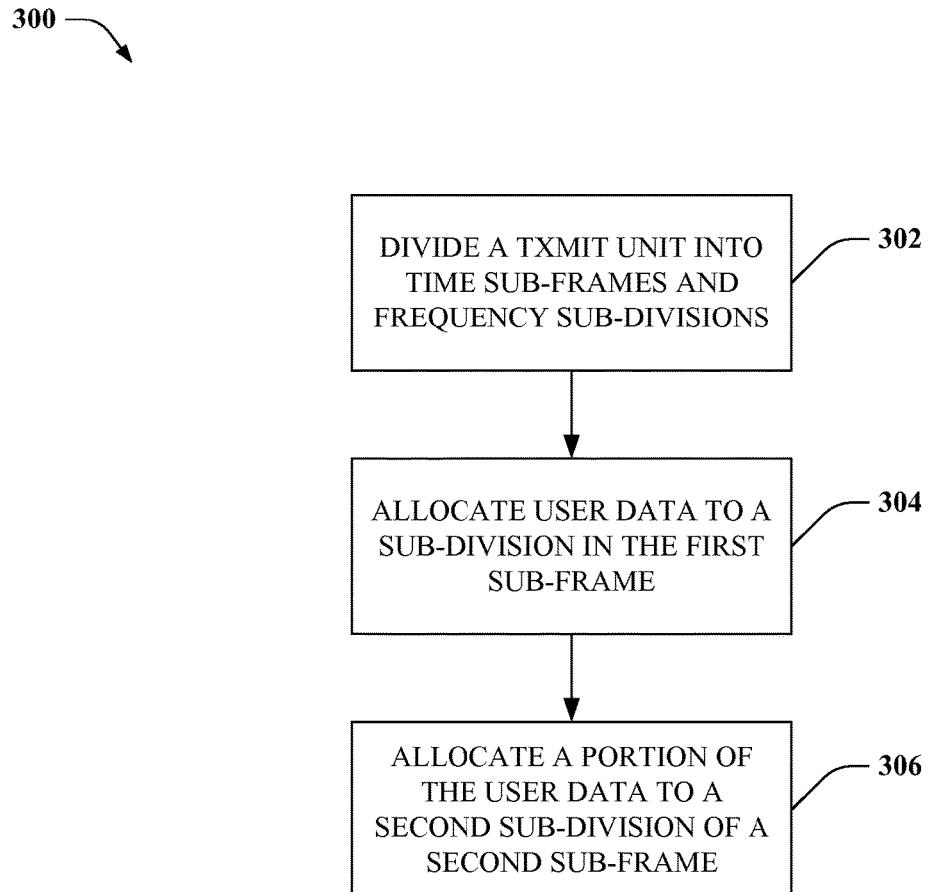 300
DIVIDE A TXMIT UNIT INTO
TIME SUB-FRAMES AND
FREQUENCY SUB-DIVISIONS
302
ALLOCATE USER DATA TO A
SUB-DIVISION IN THE FIRST
SUB-FRAME
304
ALLOCATE A PORTION OF
THE USER DATA TO A
SECOND SUB-DIVISION OF A
SECOND SUB-FRAME
306